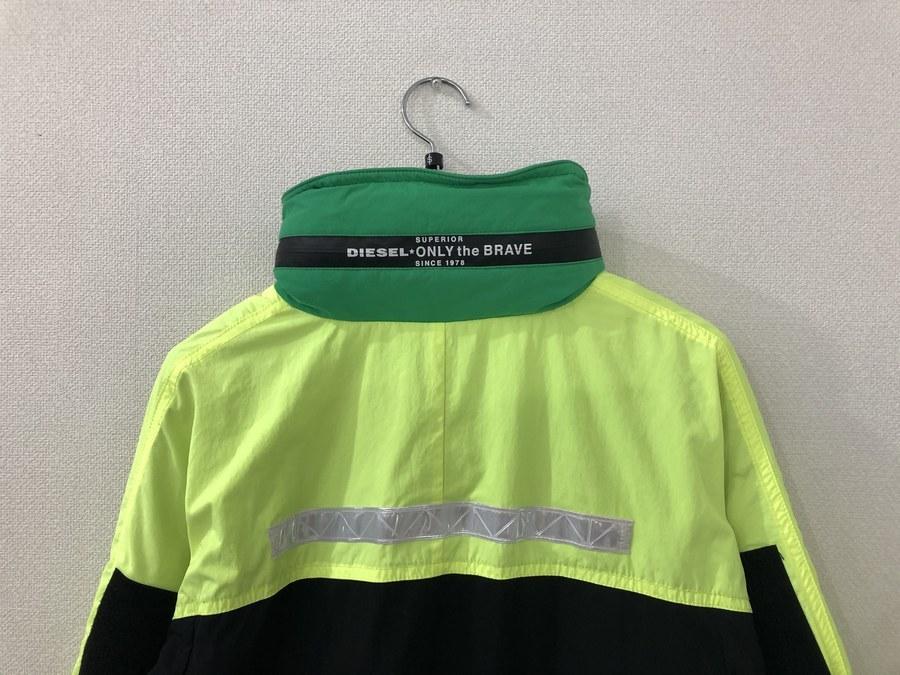 SUPERIOR
DIESEL★ONLY the BRAVE
SINCE 1978